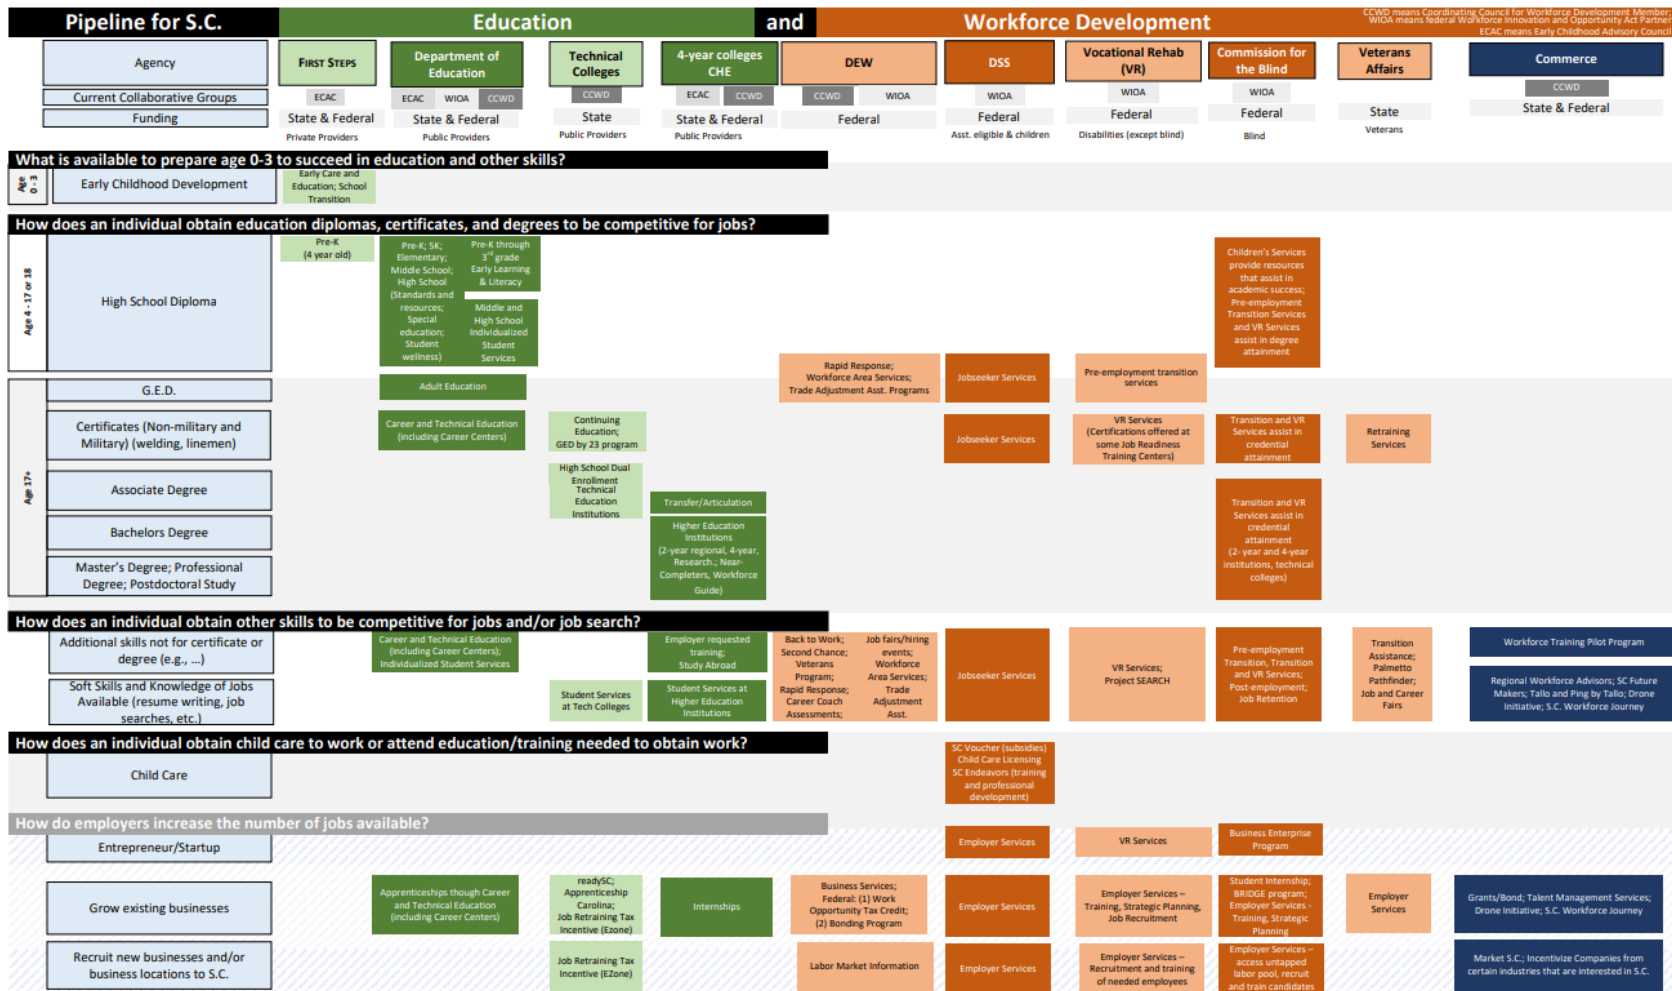 Pipeline for S.C.
Education
and
Workforce Development
CCWD means Coordinating Council for Workforce Development Member;
WIOA means federal Workforce Innovation and Opportunity Act Partner
ECAC means Early Childhood Advisory Council
Agency
FIRST STEPS
Department of
Education
Technical
Colleges
4-year colleges
CHE
DEW
DSS
Vocational Rehab
(VR)
Commission for
the Blind
Veterans
Affairs
Commerce
Current Collaborative Groups
ECAC
ECAC WIOA CCWD
CCWD
ECAC CCWD
CCWD WIOA
WIOA
WIOA
WIOA
CCWD
Funding
State & Federal
State & Federal
State
State & Federal
Federal
Federal
Federal
Federal
State
State & Federal
Private Providers
Public Providers
Public Providers
Public Providers
Asst. eligible & children
Disabilities (except blind)
Blind
Veterans
What is available to prepare age 0-3 to succeed in education and other skills?
Age
0 - 3
Early Childhood Development
Early Care and
Education; School
Transition
How does an individual obtain education diplomas, certificates, and degrees to be competitive for jobs?
Age 4 - 17 or 18
High School Diploma
Pre-K
(4 year old)
Pre-K; 5K;
Elementary;
Middle School;
High School
(Standards and
resources;
Special
education;
Student
wellness)
Pre-K through
3rd grade
Early Learning
& Literacy
Middle and
High School
Individualized
Student
Services
Children's Services
provide resources
that assist in
academic success;
Pre-employment
Transition Services
and VR Services
assist in degree
attainment
Rapid Response;
Workforce Area Services;
Trade Adjustment Asst. Programs
Jobseeker Services
Pre-employment transition
services
Age 17+
G.E.D.
Adult Education
Certificates (Non-military and
Military) (welding, linemen)
Career and Technical Education
(including Career Centers)
Continuing
Education;
GED by 23 program
Jobseeker Services
VR Services
(Certifications offered at
some Job Readiness
Training Centers)
Transition and VR
Services assist in
credential
attainment
Retraining
Services
Associate Degree
High School Dual
Enrollment
Technical
Education
Institutions
Transfer/Articulation
Transition and VR
Services assist in
credential
attainment
(2- year and 4-year
institutions, technical
colleges)
Bachelors Degree
Higher Education
Institutions
(2-year regional, 4-year,
Research.; Near-
Completers, Workforce
Guide)
Master's Degree; Professional
Degree; Postdoctoral Study
How does an individual obtain other skills to be competitive for jobs and/or job search?
Additional skills not for certificate or
degree (e.g., …)
Career and Technical Education
(including Career Centers);
Individualized Student Services
Employer requested
training;
Study Abroad
Back to Work;
Second Chance;
Veterans
Program;
Rapid Response;
Career Coach
Assessments;
Job fairs/hiring
events;
Workforce
Area Services;
Trade
Adjustment
Asst.
Jobseeker Services
VR Services;
Project SEARCH
Pre-employment
Transition, Transition
and VR Services;
Post-employment;
Job Retention
Transition
Assistance;
Palmetto
Pathfinder;
Job and Career
Fairs
Workforce Training Pilot Program
Soft Skills and Knowledge of Jobs
Available (resume writing, job
searches, etc.)
Student Services
at Tech Colleges
Student Services at
Higher Education
Institutions
Regional Workforce Advisors; SC Future
Makers; Tallo and Ping by Tallo; Drone
Initiative; S.C. Workforce Journey
How does an individual obtain child care to work or attend education/training needed to obtain work?
Child Care
SC Voucher (subsidies)
Child Care Licensing
SC Endeavors (training
and professional
development)
How do employers increase the number of jobs available?
Entrepreneur/Startup
Employer Services
VR Services
Business Enterprise
Program
Grow existing businesses
Apprenticeships though Career
and Technical Education
(including Career Centers)
readySC;
Apprenticeship
Carolina;
Job Retraining Tax
Incentive (Ezone)
Internships
Business Services;
Federal: (1) Work
Opportunity Tax Credit;
(2) Bonding Program
Employer Services
Employer Services –
Training, Strategic Planning,
Job Recruitment
Student Internship;
BRIDGE program;
Employer Services -
Training, Strategic
Planning
Employer
Services
Grants/Bond; Talent Management Services;
Drone Initiative; S.C. Workforce Journey
Recruit new businesses and/or
business locations to S.C.
Job Retraining Tax
Incentive (EZone)
Labor Market Information
Employer Services
Employer Services –
Recruitment and training
of needed employees
Employer Services –
access untapped
labor pool, recruit
and train candidates
Market S.C.; Incentivize Companies from
certain industries that are interested in S.C.